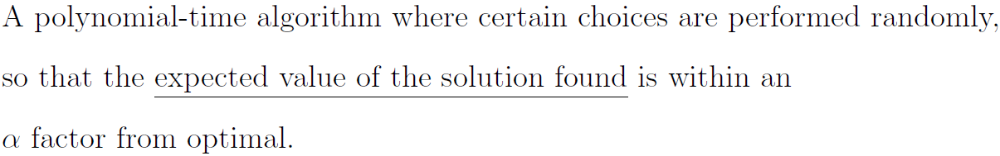 A polynomial-time algorithm where certain choices are performed randomly,
so that the expected value of the solution found is within an
α factor from optimal.